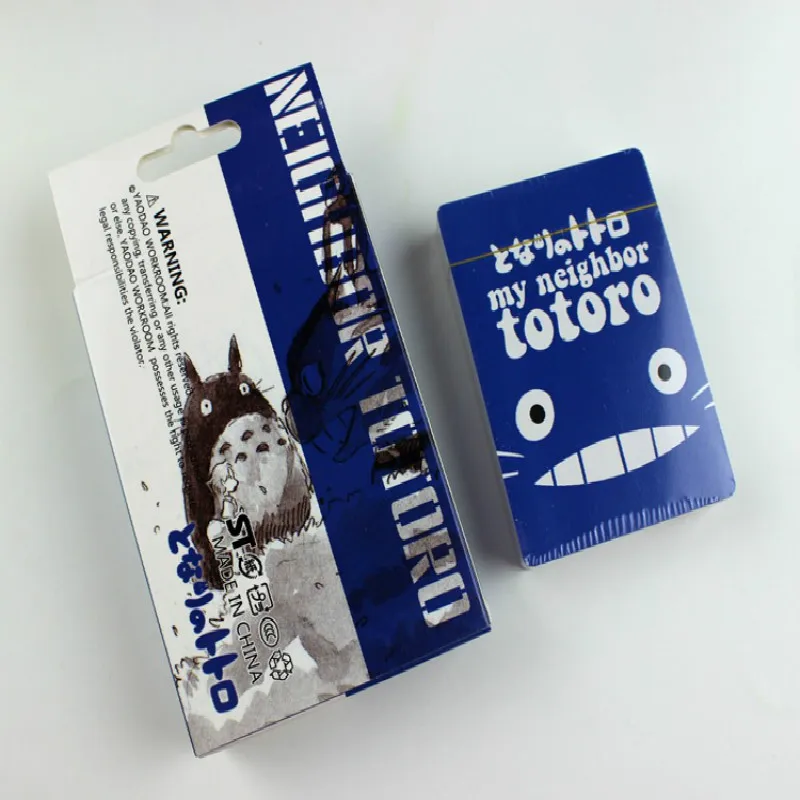 NEIGHBOR TOTORO
WARNING:
©YAODAO WORKROOM.All rights reserved
any copying, transferring or any other usage
or else. YAODAO WORKROOM. possesses the right to
legal responsibilities the violator.
ST
MADE IN CHINA
となりのトトロ
となりのトトロ
my neighbor
totoro